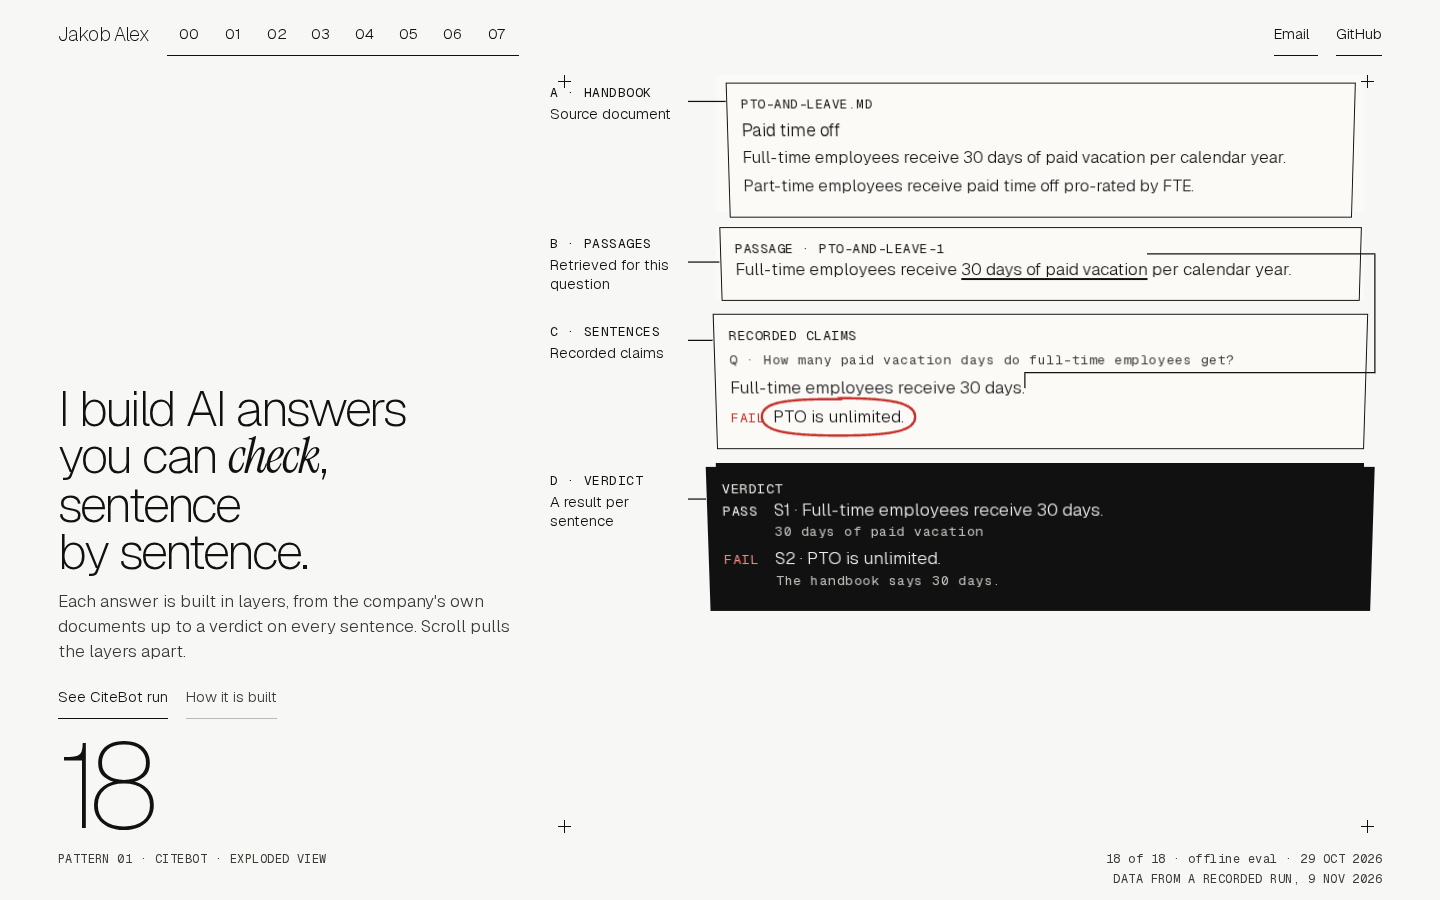 Jakob Alex
00 01 02 03 04 05 06 07
Email
GitHub
I build AI answers
you can check,
sentence
by sentence.
Each answer is built in layers, from the company's own
documents up to a verdict on every sentence. Scroll pulls
the layers apart.
See CiteBot run
How it is built
18
PATTERN 01 · CITEBOT · EXPLODED VIEW
A · HANDBOOK
Source document
PTO-AND-LEAVE.MD
Paid time off
Full-time employees receive 30 days of paid vacation per calendar year.
Part-time employees receive paid time off pro-rated by FTE.
B · PASSAGES
Retrieved for this
question
PASSAGE · PTO-AND-LEAVE-1
Full-time employees receive 30 days of paid vacation per calendar year.
C · SENTENCES
Recorded claims
RECORDED CLAIMS
Q · How many paid vacation days do full-time employees get?
Full-time employees receive 30 days.
FAIL PTO is unlimited.
D · VERDICT
A result per
sentence
VERDICT
PASS S1 · Full-time employees receive 30 days.
30 days of paid vacation
FAIL S2 · PTO is unlimited.
The handbook says 30 days.
18 of 18 · offline eval · 29 OCT 2026
DATA FROM A RECORDED RUN, 9 NOV 2026